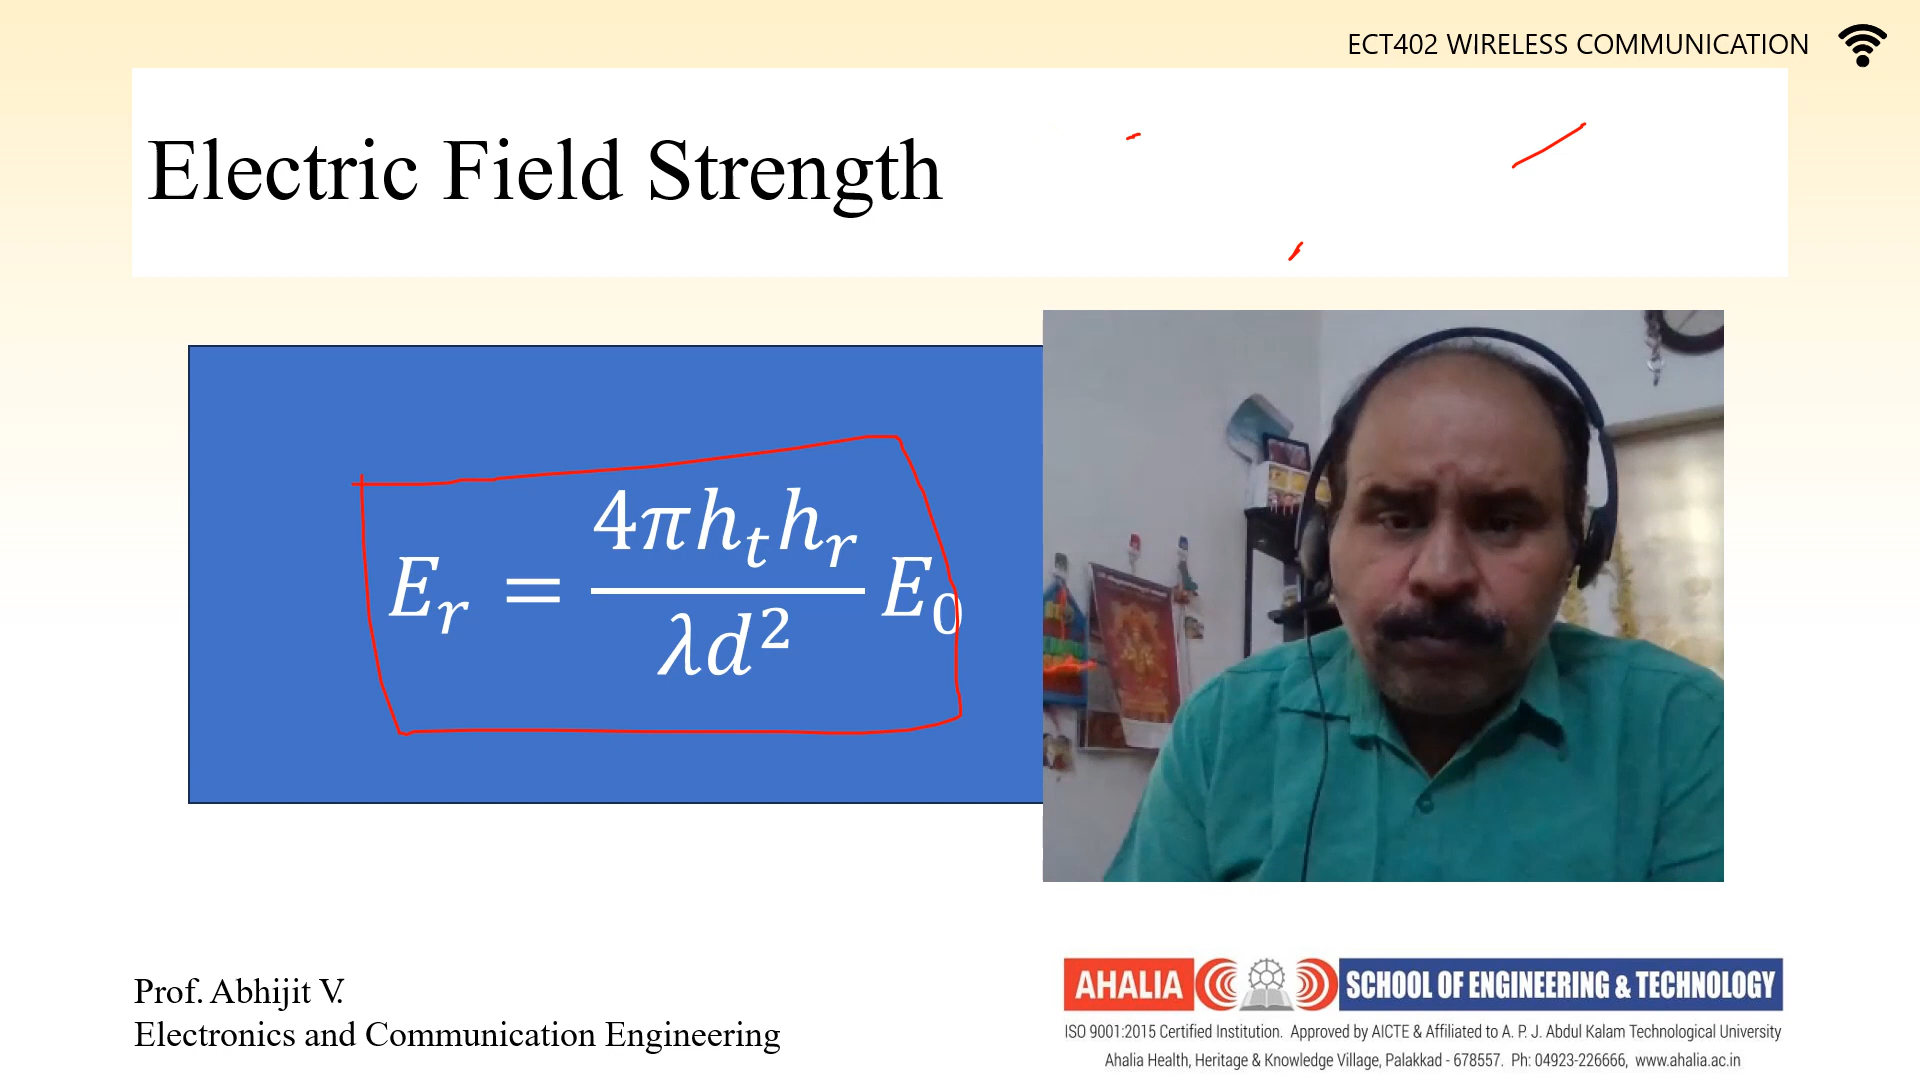 ECT402 WIRELESS COMMUNICATION
Electric Field Strength
E_r = \frac{4πh_t h_r}{λd^2} E_0
Prof. Abhijit V.
Electronics and Communication Engineering
AHALIA SCHOOL OF ENGINEERING & TECHNOLOGY
ISO 9001:2015 Certified Institution. Approved by AICTE & Affiliated to A. P. J. Abdul Kalam Technological University
Ahalia Health, Heritage & Knowledge Village, Palakkad - 678557. Ph: 04923-226666, www.ahalia.ac.in